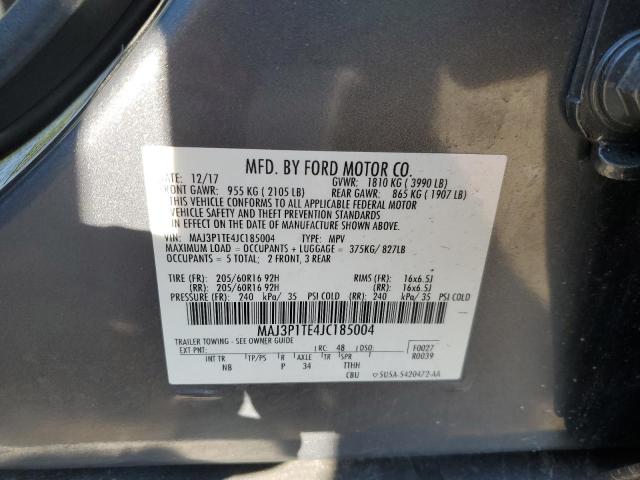 MFD. BY FORD MOTOR CO.
DATE: 12/17 GVWR: 1810 KG ( 3990 LB)
FRONT GAWR: 955 KG ( 2105 LB) REAR GAWR: 865 KG ( 1907 LB)
THIS VEHICLE CONFORMS TO ALL APPLICABLE FEDERAL MOTOR
VEHICLE SAFETY AND THEFT PREVENTION STANDARDS
IN EFFECT ON THE DATE OF MANUFACTURE SHOWN ABOVE.
VIN: MAJ3P1TE4JC185004 TYPE: MPV
MAXIMUM LOAD = OCCUPANTS + LUGGAGE = 375KG/ 827LB
OCCUPANTS = 5 TOTAL; 2 FRONT, 3 REAR
TIRE (FR): 205/60R16 92H RIMS (FR): 16x6.5J
(RR): 205/60R16 92H (RR): 16x6.5J
PRESSURE (FR): 240 kPa/ 35 PSI COLD (RR): 240 kPa/ 35 PSI COLD
MAJ3P1TE4JC185004
TRAILER TOWING - SEE OWNER GUIDE
EXT PNT: RC: 48 DSO: F0027
R0039
INT TR TP/PS R AXLE TR SPR
NB P 34 TTHH
CBU 5U5A-5420472-AA